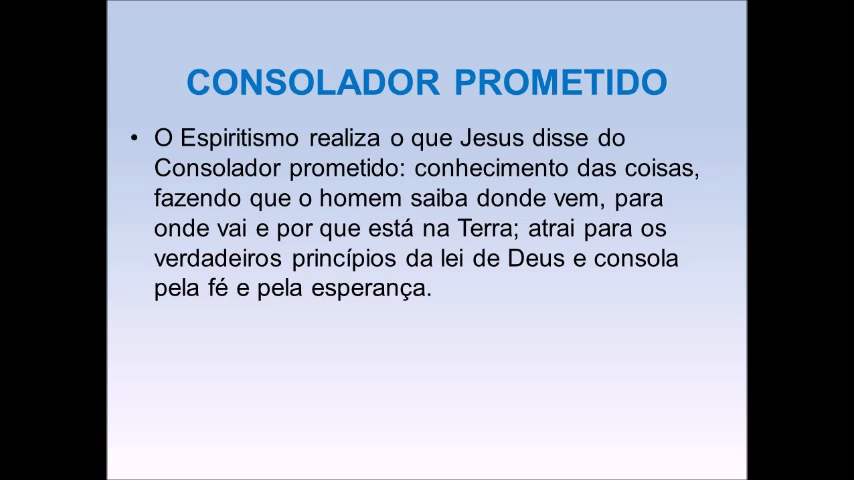 CONSOLADOR PROMETIDO
• O Espiritismo realiza o que Jesus disse do
Consolador prometido: conhecimento das coisas,
fazendo que o homem saiba donde vem, para
onde vai e por que está na Terra; atrai para os
verdadeiros princípios da lei de Deus e consola
pela fé e pela esperança.